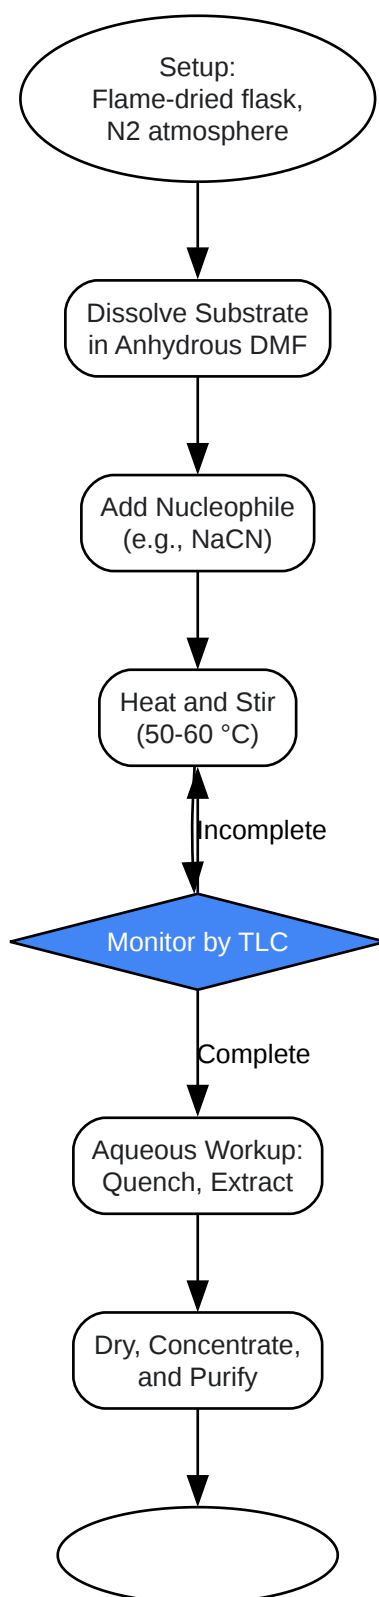 Setup:
Flame-dried flask,
N2 atmosphere
Dissolve Substrate
in Anhydrous DMF
Add Nucleophile
(e.g., NaCN)
Heat and Stir
(50-60 °C)
Incomplete
Monitor by TLC
Complete
Aqueous Workup:
Quench, Extract
Dry, Concentrate,
and Purify